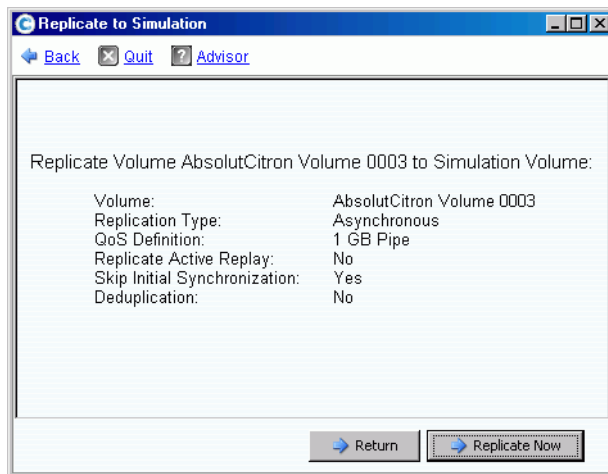 Replicate to Simulation
Back Quit ? Advisor
Replicate Volume AbsolutCitron Volume 0003 to Simulation Volume:
Volume: AbsolutCitron Volume 0003
Replication Type: Asynchronous
QoS Definition: 1 GB Pipe
Replicate Active Replay: No
Skip Initial Synchronization: Yes
Deduplication: No
Return Replicate Now